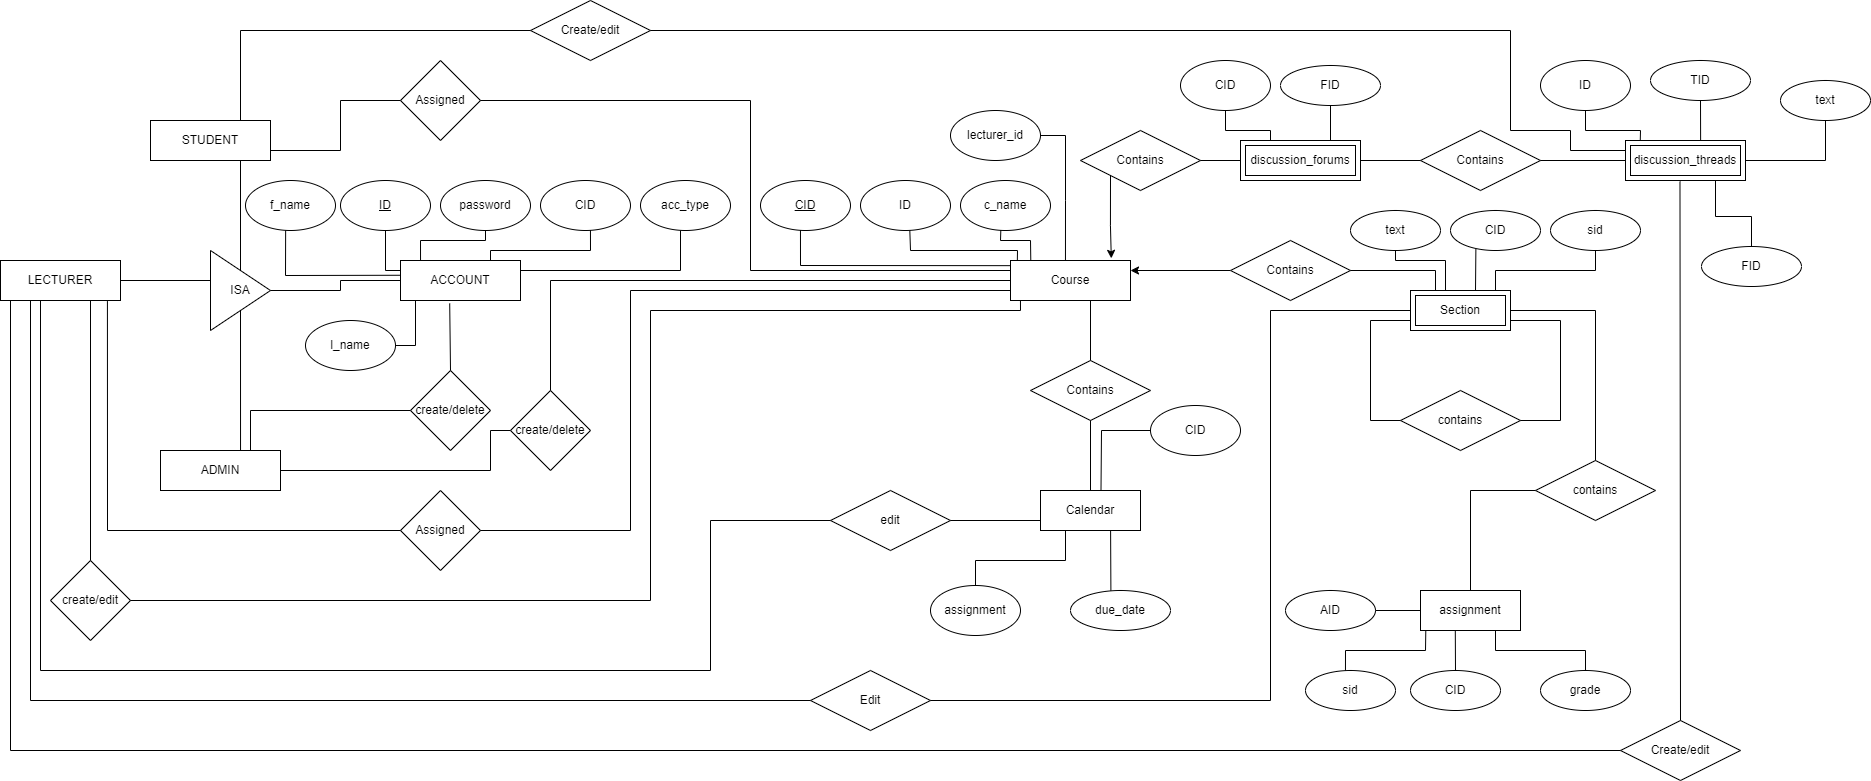 Create/edit
Assigned
STUDENT
CID
FID
ID
TID
text
lecturer_id
Contains
discussion_forums
Contains
discussion_threads
f_name
ID
password
CID
acc_type
CID
ID
c_name
text
CID
sid
FID
LECTURER
ISA
ACCOUNT
Course
Contains
Section
l_name
Contains
create/delete
create/delete
contains
CID
ADMIN
contains
Assigned
edit
Calendar
create/edit
assignment
due_date
AID
assignment
Edit
sid
CID
grade
Create/edit